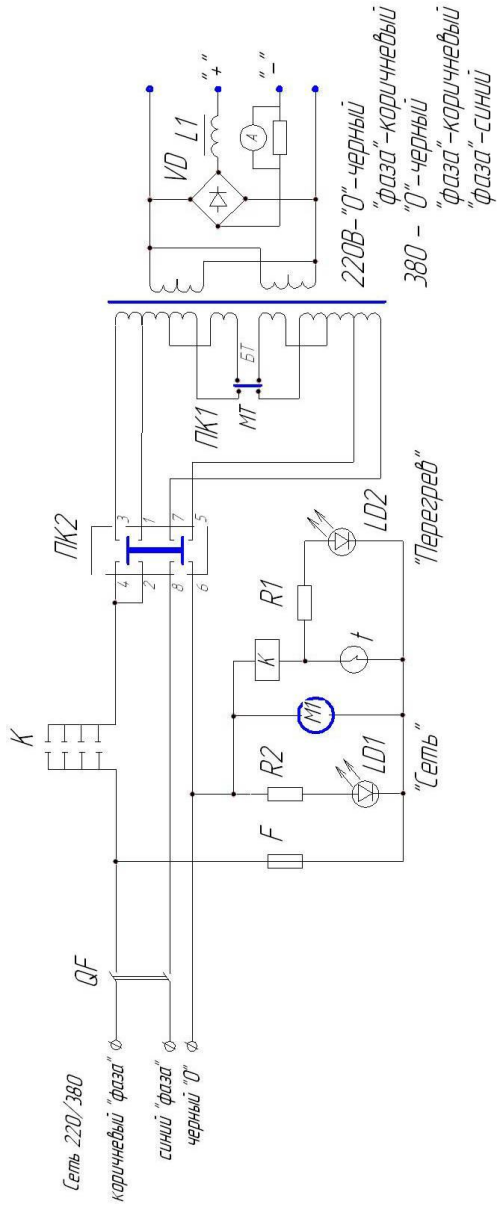 Сеть 220/380
коричневый "фаза"
синий "фаза"
черный "0"
QF
K
ПК2
4
3
2
1
8
7
6
5
F
R2
LD1
"Сеть"
M1
K
t
R1
LD2
"Перегрев"
ПК1
МТ
БТ
VD
L1
"+"
A
"-"
220В-"0"-черный
"фаза"-коричневый
380 - "0"-черный
"фаза"-коричневый
"фаза"-синий